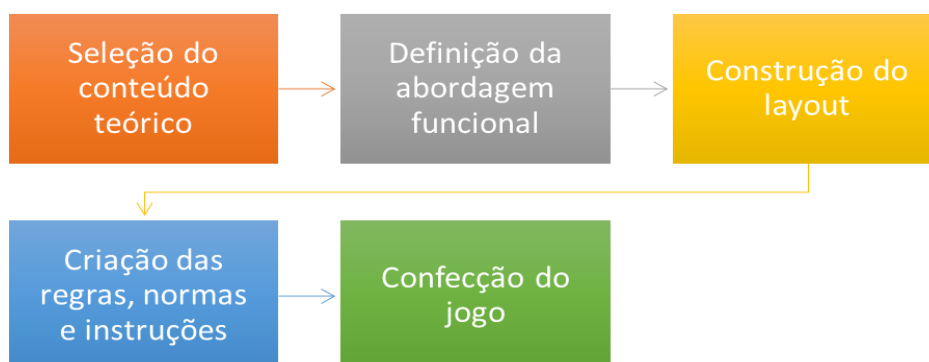 Seleção do
conteúdo
teórico
Definição da
abordagem
funcional
Construção do
layout
Criação das
regras, normas
e instruções
Confecção do
jogo